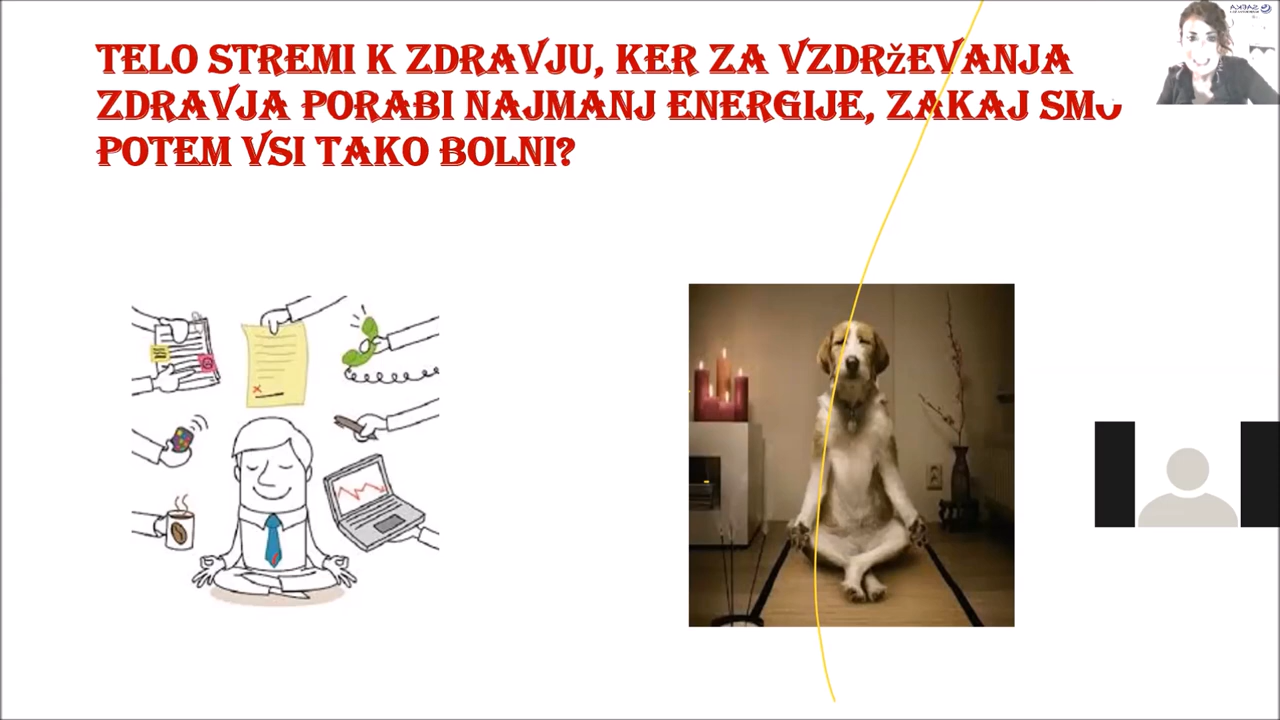 TELO STREMI K ZDRAVJU, KER ZA VZDRŽEVANJA
ZDRAVJA PORABI NAJMANJ ENERGIJE, ZAKAJ SMO
POTEM VSI TAKO BOLNI?